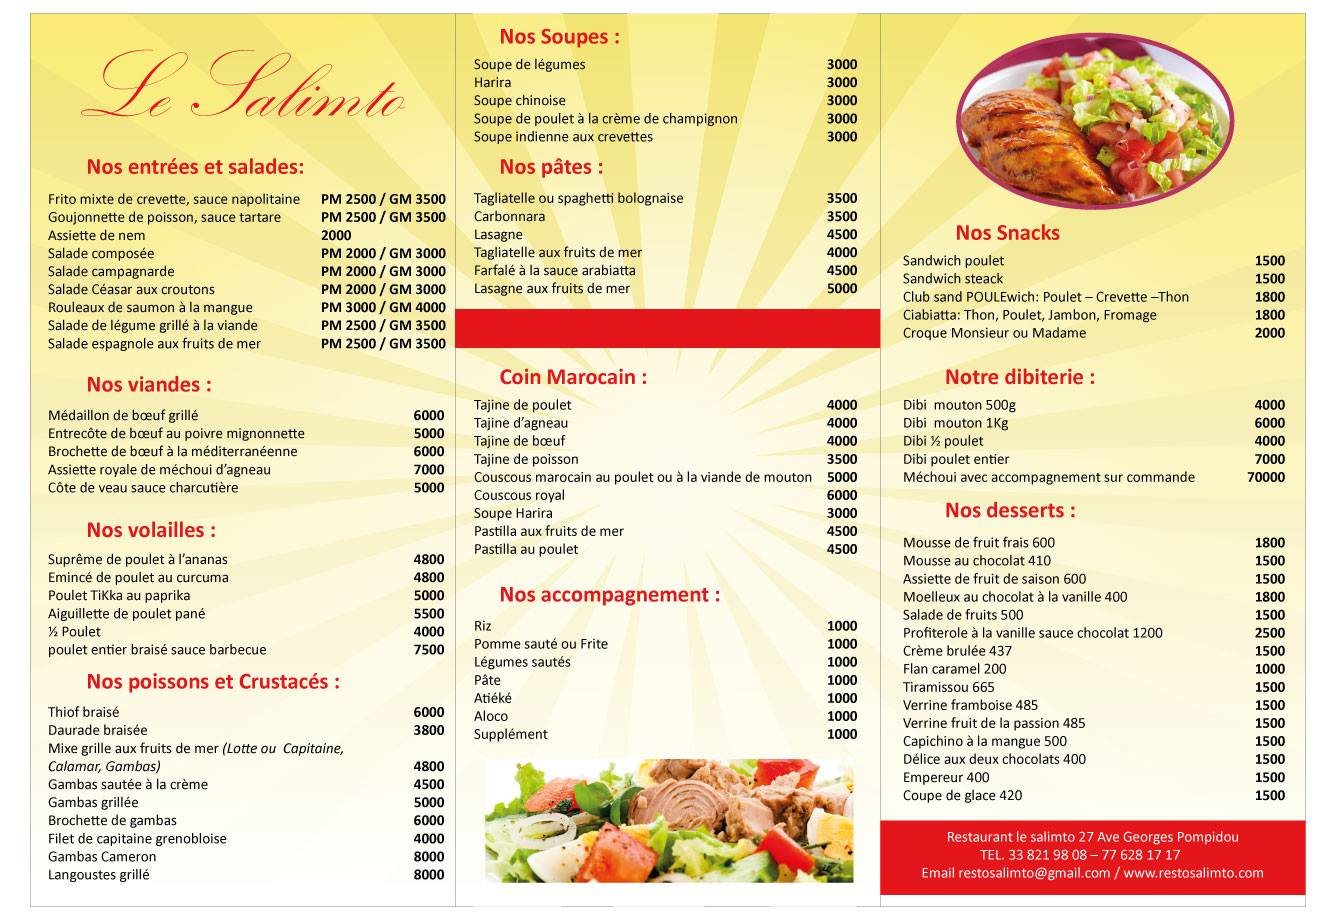 Le Salimto
Nos entrées et salades:
Frito mixte de crevette, sauce napolitaine PM 2500 / GM 3500
Goujonnette de poisson, sauce tartare PM 2500 / GM 3500
Assiette de nem 2000
Salade composée PM 2000 / GM 3000
Salade campagnarde PM 2000 / GM 3000
Salade Céasar aux croutons PM 2000 / GM 3000
Rouleaux de saumon à la mangue PM 3000 / GM 4000
Salade de légume grillé à la viande PM 2500 / GM 3500
Salade espagnole aux fruits de mer PM 2500 / GM 3500
Nos viandes :
Médaillon de bœuf grillé 6000
Entrecôte de bœuf au poivre mignonnette 5000
Brochette de bœuf à la méditerranéenne 6000
Assiette royale de méchoui d'agneau 7000
Côte de veau sauce charcutière 5000
Nos volailles :
Suprême de poulet à l'ananas 4800
Emincé de poulet au curcuma 4800
Poulet TiKka au paprika 5000
Aiguillette de poulet pané 5500
½ Poulet 4000
poulet entier braisé sauce barbecue 7500
Nos poissons et Crustacés :
Thiof braisé 6000
Daurade braisée 3800
Mixe grille aux fruits de mer (Lotte ou Capitaine,
Calamar, Gambas) 4800
Gambas sautée à la crème 4500
Gambas grillée 5000
Brochette de gambas 6000
Filet de capitaine grenobloise 4000
Gambas Cameron 8000
Langoustes grillé 8000
Nos Soupes :
Soupe de légumes 3000
Harira 3000
Soupe chinoise 3000
Soupe de poulet à la crème de champignon 3000
Soupe indienne aux crevettes 3000
Nos pâtes :
Tagliatelle ou spaghetti bolognaise 3500
Carbonnara 3500
Lasagne 4500
Tagliatelle aux fruits de mer 4000
Farfalé à la sauce arabiatta 4500
Lasagne aux fruits de mer 5000
Coin Marocain :
Tajine de poulet 4000
Tajine d'agneau 4000
Tajine de bœuf 4000
Tajine de poisson 3500
Couscous marocain au poulet ou à la viande de mouton 5000
Couscous royal 6000
Soupe Harira 3000
Pastilla aux fruits de mer 4500
Pastilla au poulet 4500
Nos accompagnement :
Riz 1000
Pomme sauté ou Frite 1000
Légumes sautés 1000
Pâte 1000
Atiéké 1000
Aloco 1000
Supplément 1000
Nos Snacks
Sandwich poulet 1500
Sandwich steack 1500
Club sand POULEwich: Poulet – Crevette –Thon 1800
Ciabiatta: Thon, Poulet, Jambon, Fromage 1800
Croque Monsieur ou Madame 2000
Notre dibiterie :
Dibi mouton 500g 4000
Dibi mouton 1Kg 6000
Dibi ½ poulet 4000
Dibi poulet entier 7000
Méchoui avec accompagnement sur commande 70000
Nos desserts :
Mousse de fruit frais 600 1800
Mousse au chocolat 410 1500
Assiette de fruit de saison 600 1500
Moelleux au chocolat à la vanille 400 1800
Salade de fruits 500 1500
Profiterole à la vanille sauce chocolat 1200 2500
Crème brulée 437 1500
Flan caramel 200 1000
Tiramissou 665 1500
Verrine framboise 485 1500
Verrine fruit de la passion 485 1500
Capichino à la mangue 500 1500
Délice aux deux chocolats 400 1500
Empereur 400 1500
Coupe de glace 420 1500
Restaurant le salimto 27 Ave Georges Pompidou
TEL. 33 821 98 08 – 77 628 17 17
Email restosalimto@gmail.com / www.restosalimto.com